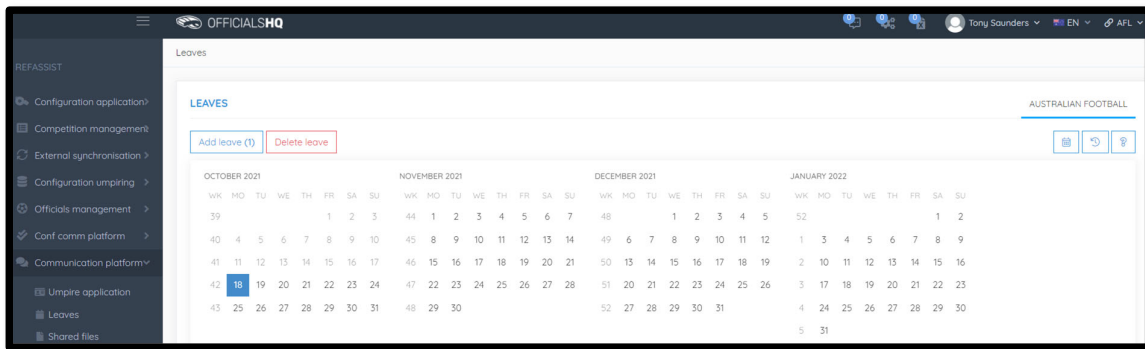 OFFICIALSHQ
0 0 0 Tony Saunders EN AFL
Leaves
REFASSIST
Configuration application
Competition management
External synchronisation
Configuration umpiring
Officials management
Conf comm platform
Communication platform
Umpire application
Leaves
Shared files
LEAVES AUSTRALIAN FOOTBALL
Add leave (1) Delete leave
OCTOBER 2021
WK MO TU WE TH FR SA SU
39 1 2 3
40 4 5 6 7 8 9 10
41 11 12 13 14 15 16 17
42 18 19 20 21 22 23 24
43 25 26 27 28 29 30 31
NOVEMBER 2021
WK MO TU WE TH FR SA SU
44 1 2 3 4 5 6 7
45 8 9 10 11 12 13 14
46 15 16 17 18 19 20 21
47 22 23 24 25 26 27 28
48 29 30
DECEMBER 2021
WK MO TU WE TH FR SA SU
48 1 2 3 4 5
49 6 7 8 9 10 11 12
50 13 14 15 16 17 18 19
51 20 21 22 23 24 25 26
52 27 28 29 30 31
JANUARY 2022
WK MO TU WE TH FR SA SU
52 1 2
1 3 4 5 6 7 8 9
2 10 11 12 13 14 15 16
3 17 18 19 20 21 22 23
4 24 25 26 27 28 29 30
5 31